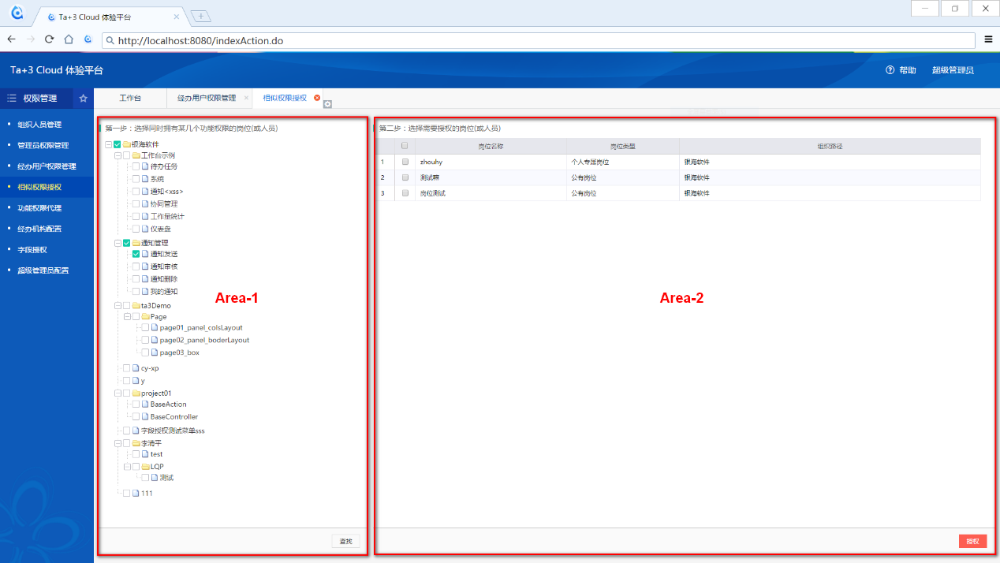 Ta+3 Cloud 体验平台
http://localhost:8080/indexAction.do
Ta+3 Cloud 体验平台
帮助 超级管理员
权限管理
工作台 经办用户权限管理 相似权限授权
组织人员管理
管理员权限管理
经办用户权限管理
相似权限授权
功能权限代理
经办机构配置
字段授权
超级管理员配置
第一步：选择同时拥有某几个功能权限的岗位(或人员)
银海软件
工作台示例
待办任务
系统
通知<xss>
协同管理
工作量统计
仪表盘
通知管理
通知发送
通知审核
通知删除
我的通知
ta3Demo
Page
page01_panel_colsLayout
page02_panel_boderLayout
page03_box
cy-xp
y
project01
BaseAction
BaseController
字段授权测试菜单sss
李清平
test
LQP
测试
111
Area-1
查找
第二步：选择需要授权的岗位(或人员)
岗位名称 岗位类型 组织路径
1 zhouhy 个人专属岗位 银海软件
2 测试嘛 公有岗位 银海软件
3 岗位测试 公有岗位 银海软件
Area-2
授权